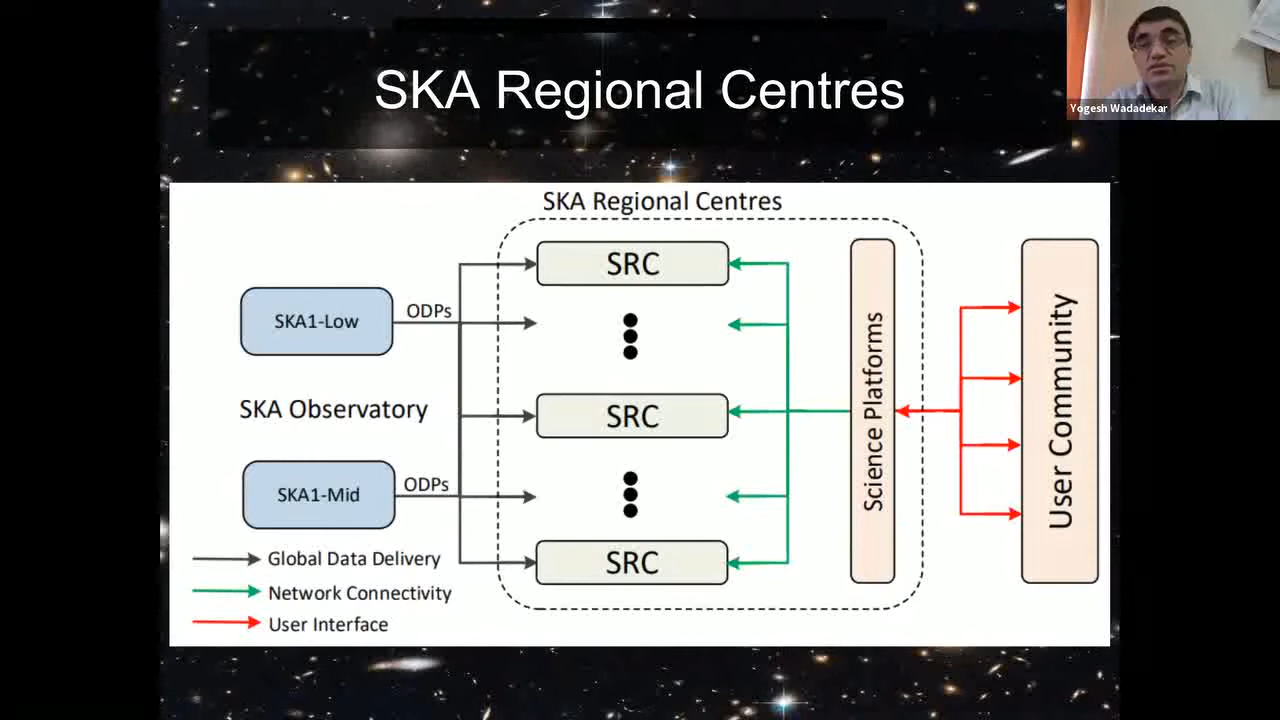 SKA Regional Centres
Yogesh Wadadekar
SKA Regional Centres
SRC
SKA1-Low
ODPs
SKA Observatory
SRC
SKA1-Mid
ODPs
SRC
Science Platforms
User Community
Global Data Delivery
Network Connectivity
User Interface